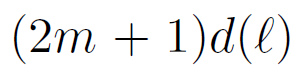 (2m + 1)d(ℓ)